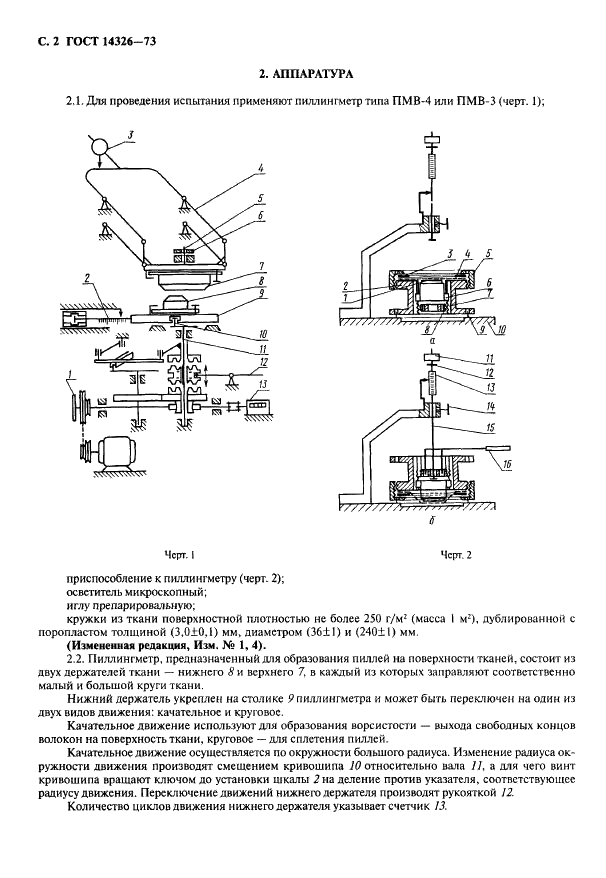 С. 2 ГОСТ 14326—73
2. АППАРАТУРА
2.1. Для проведения испытания применяют пиллингметр типа ПМВ-4 или ПМВ-3 (черт. 1);
3
4
5
6
7
8
2
9
10
11
12
1
13
3
4
5
2
1
6
7
8
9
10
а
11
12
13
14
15
16
б
Черт. 1
Черт. 2
приспособление к пиллингметру (черт. 2);
осветитель микроскопный;
иглу препарировальную;
кружки из ткани поверхностной плотностью не более 250 г/м² (масса 1 м²), дублированной с
поропластом толщиной (3,0±0,1) мм, диаметром (36±1) и (240±1) мм.
(Измененная редакция, Изм. № 1, 4).
2.2. Пиллингметр, предназначенный для образования пиллей на поверхности тканей, состоит из
двух держателей ткани — нижнего 8 и верхнего 7, в каждый из которых заправляют соответственно
малый и большой круги ткани.
Нижний держатель укреплен на столике 9 пиллингметра и может быть переключен на один из
двух видов движения: качательное и круговое.
Качательное движение используют для образования ворсистости — выхода свободных концов
волокон на поверхность ткани, круговое — для сплетения пиллей.
Качательное движение осуществляется по окружности большого радиуса. Изменение радиуса ок-
ружности движения производят смещением кривошипа 10 относительно вала 11, а для чего винт
кривошипа вращают ключом до установки шкалы 2 на деление против указателя, соответствующее
радиусу движения. Переключение движений нижнего держателя производят рукояткой 12.
Количество циклов движения нижнего держателя указывает счетчик 13.